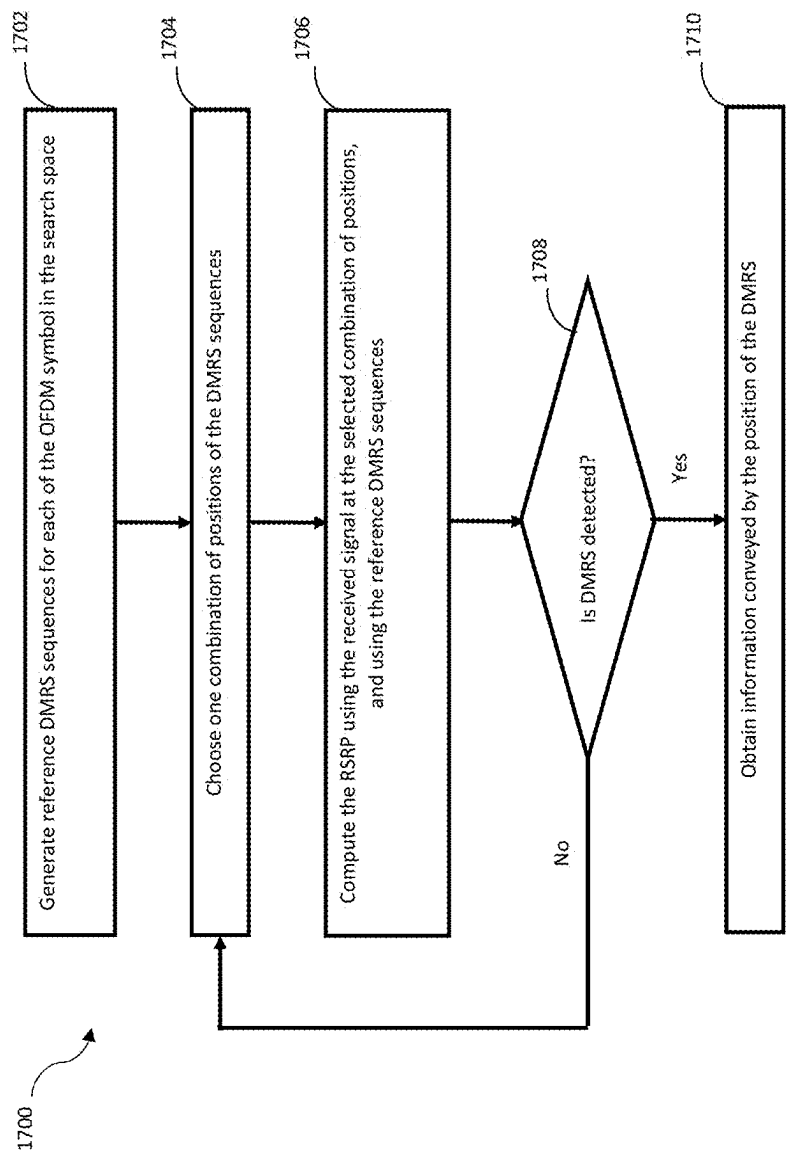 1700
1702
Generate reference DMRS sequences for each of the OFDM symbol in the search space
1704
Choose one combination of positions of the DMRS sequences
1706
Compute the RSRP using the received signal at the selected combination of positions,
and using the reference DMRS sequences
1708
Is DMRS detected?
No
Yes
1710
Obtain information conveyed by the position of the DMRS